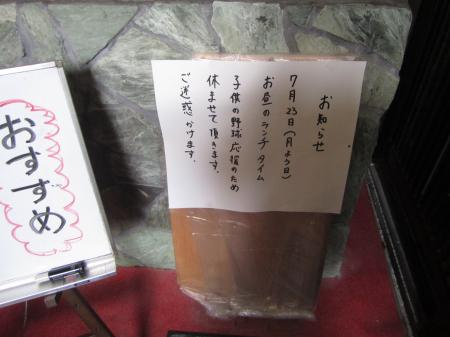 おすすめ
お知らせ
7月23日(月よう日)
お昼のランチタイム
子供の野球応援のため
休ませて頂きます.
ご迷惑かけます.